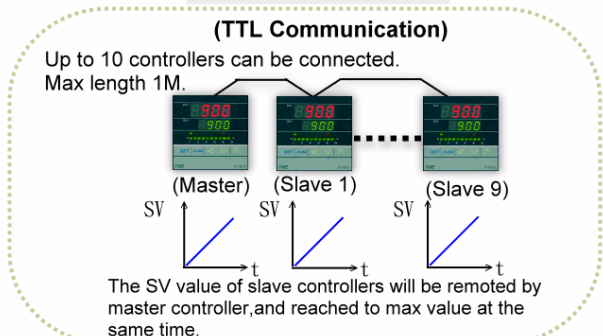 (TTL Communication)
Up to 10 controllers can be connected.
Max length 1M.
900 900 900
900 900 900
SET A/M SET A/M SET A/M
(Master) (Slave 1) (Slave 9)
SV SV SV
t t t
The SV value of slave controllers will be remoted by
master controller,and reached to max value at the
same time.